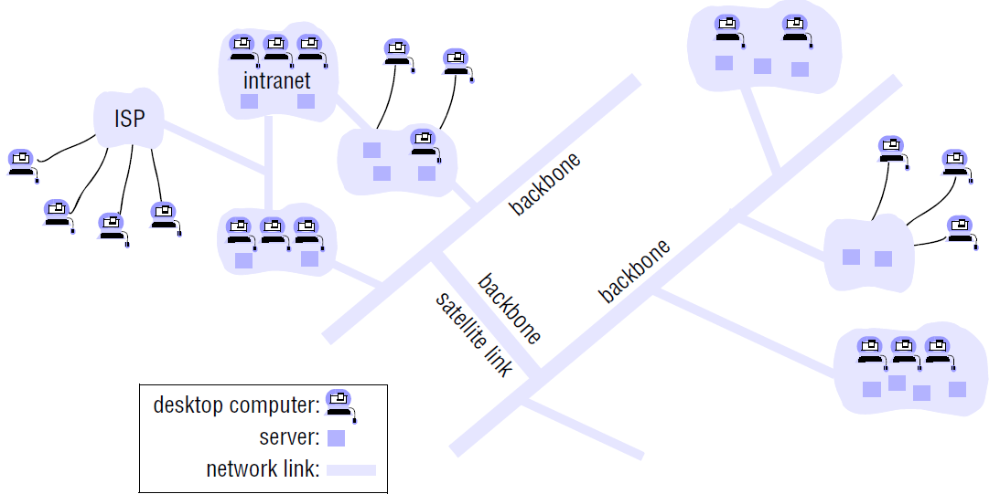 intranet
ISP
backbone
backbone
backbone
satellite link
desktop computer:
server:
network link: